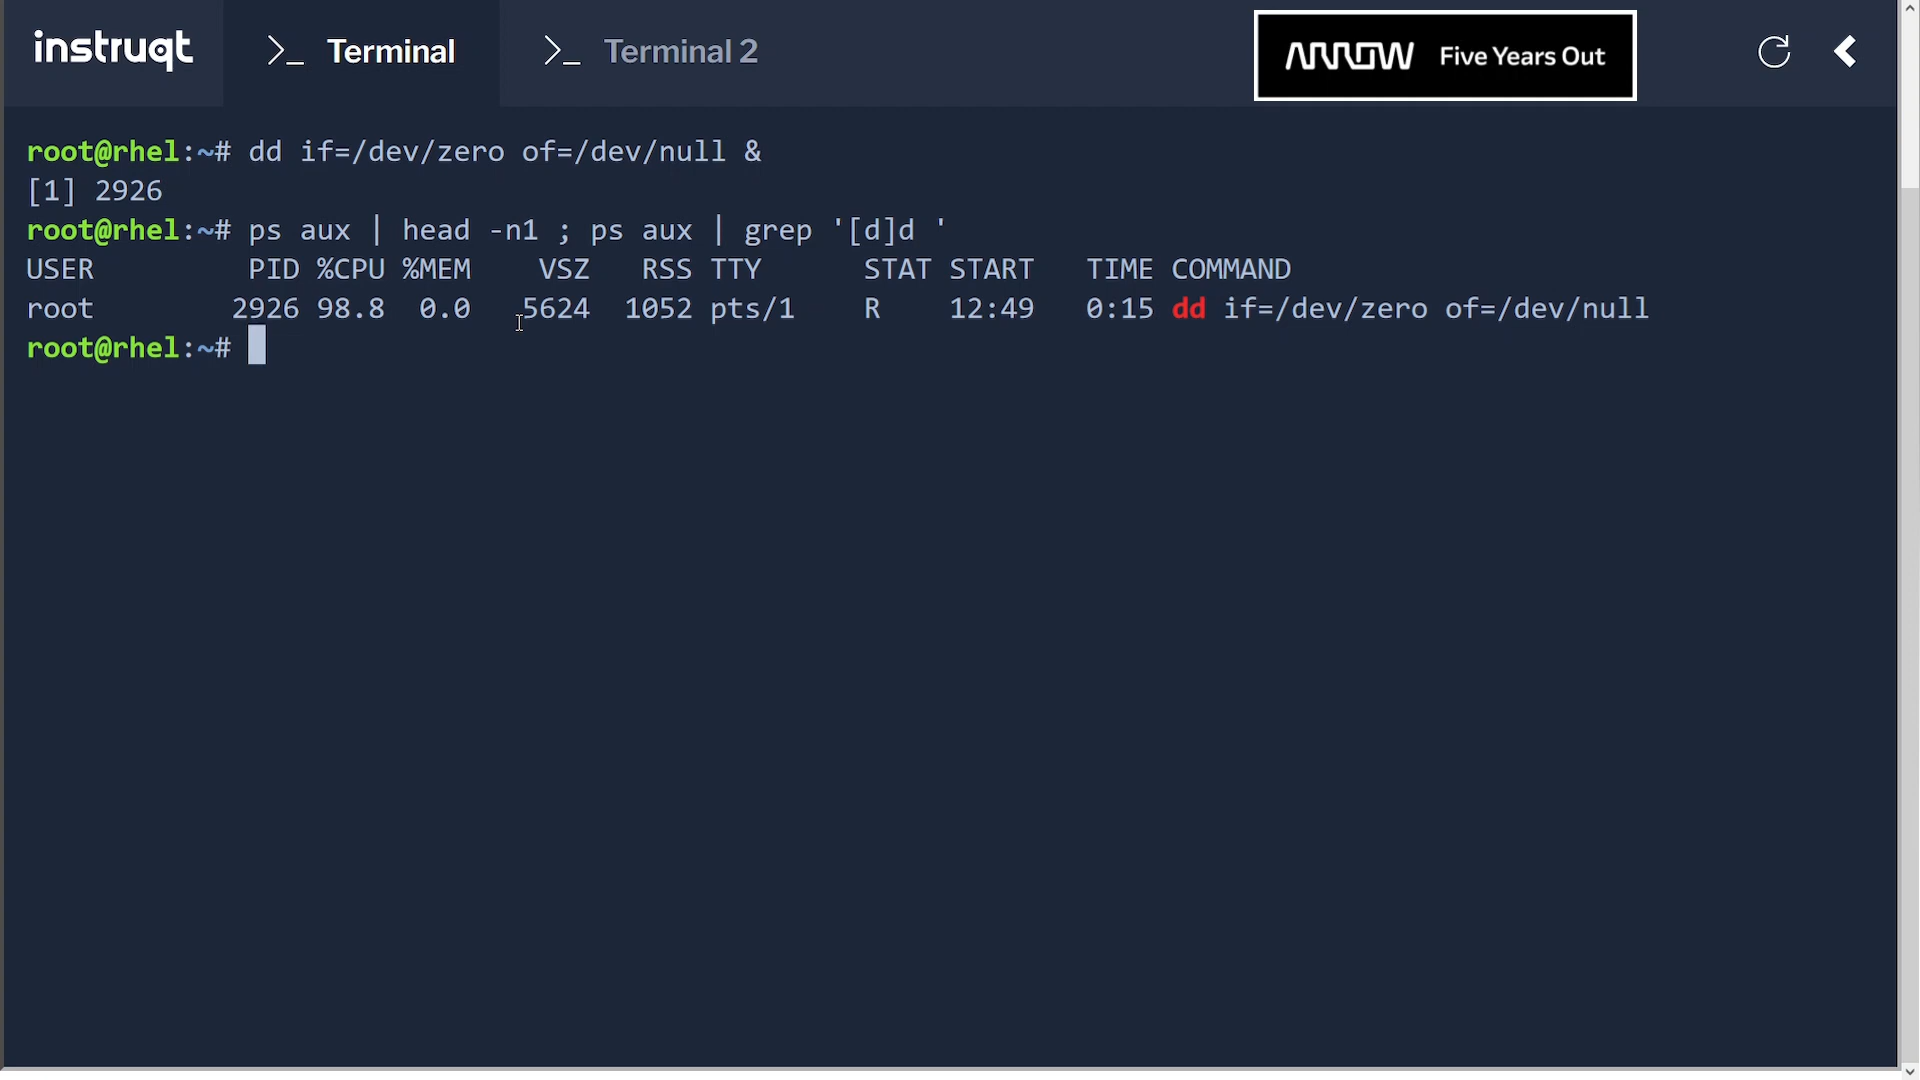 instruqt
>_ Terminal
>_ Terminal 2
ARROW Five Years Out
root@rhel:~# dd if=/dev/zero of=/dev/null &
[1] 2926
root@rhel:~# ps aux | head -n1 ; ps aux | grep '[d]d '
USER         PID %CPU %MEM    VSZ   RSS TTY      STAT START   TIME COMMAND
root        2926 98.8  0.0   5624  1052 pts/1    R    12:49   0:15 dd if=/dev/zero of=/dev/null
root@rhel:~#